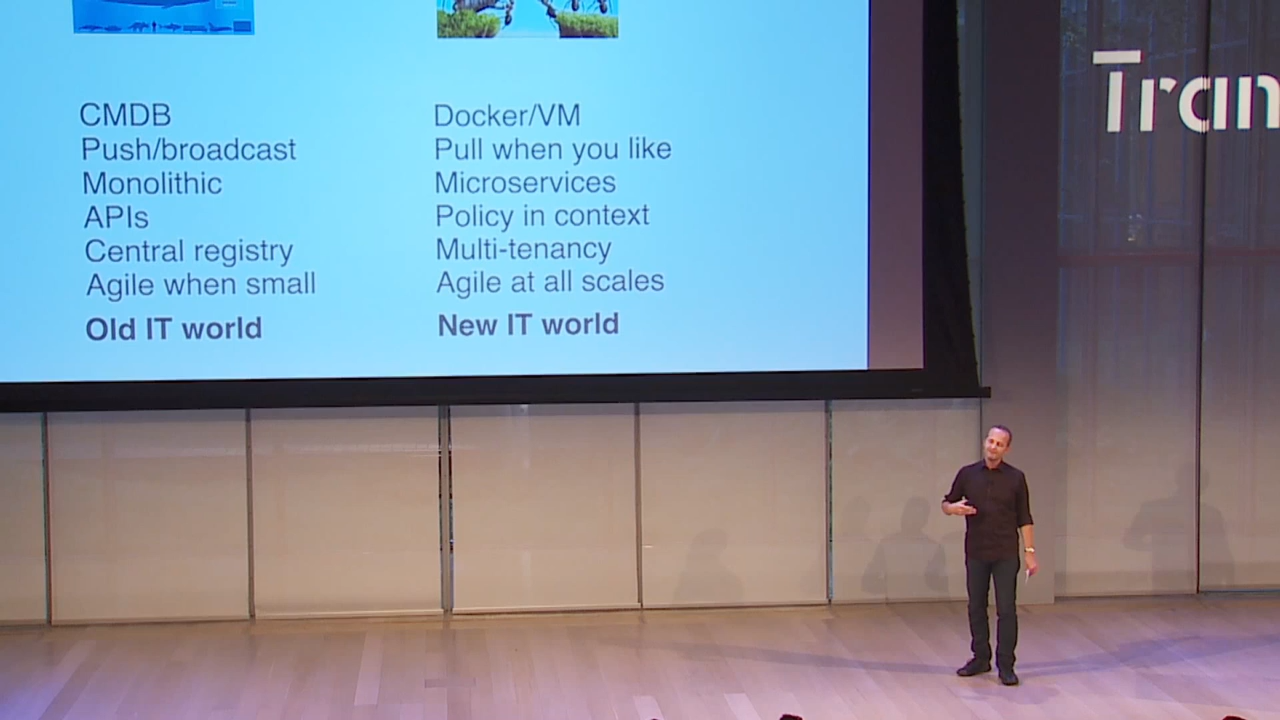 CMDB
Push/broadcast
Monolithic
APIs
Central registry
Agile when small
Old IT world
Docker/VM
Pull when you like
Microservices
Policy in context
Multi-tenancy
Agile at all scales
New IT world
Tran